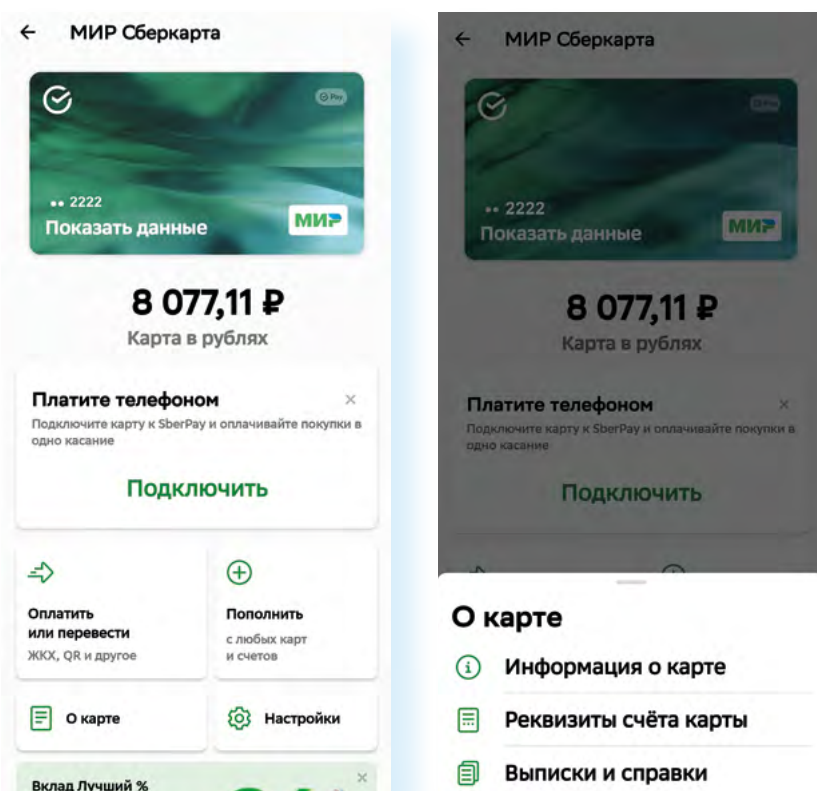 МИР Сберкарта
Pay
•• 2222
Показать данные
МИР
8 077,11 ₽
Карта в рублях
Платите телефоном
Подключите карту к SberPay и оплачивайте покупки в
одно касание
Подключить
Оплатить
или перевести
ЖКХ, QR и другое
Пополнить
с любых карт
и счетов
О карте
Настройки
Вклад Лучший %
МИР Сберкарта
Pay
•• 2222
Показать данные
МИР
8 077,11 ₽
Карта в рублях
Платите телефоном
Подключите карту к SberPay и оплачивайте покупки в
одно касание
Подключить
О карте
Информация о карте
Реквизиты счёта карты
Выписки и справки